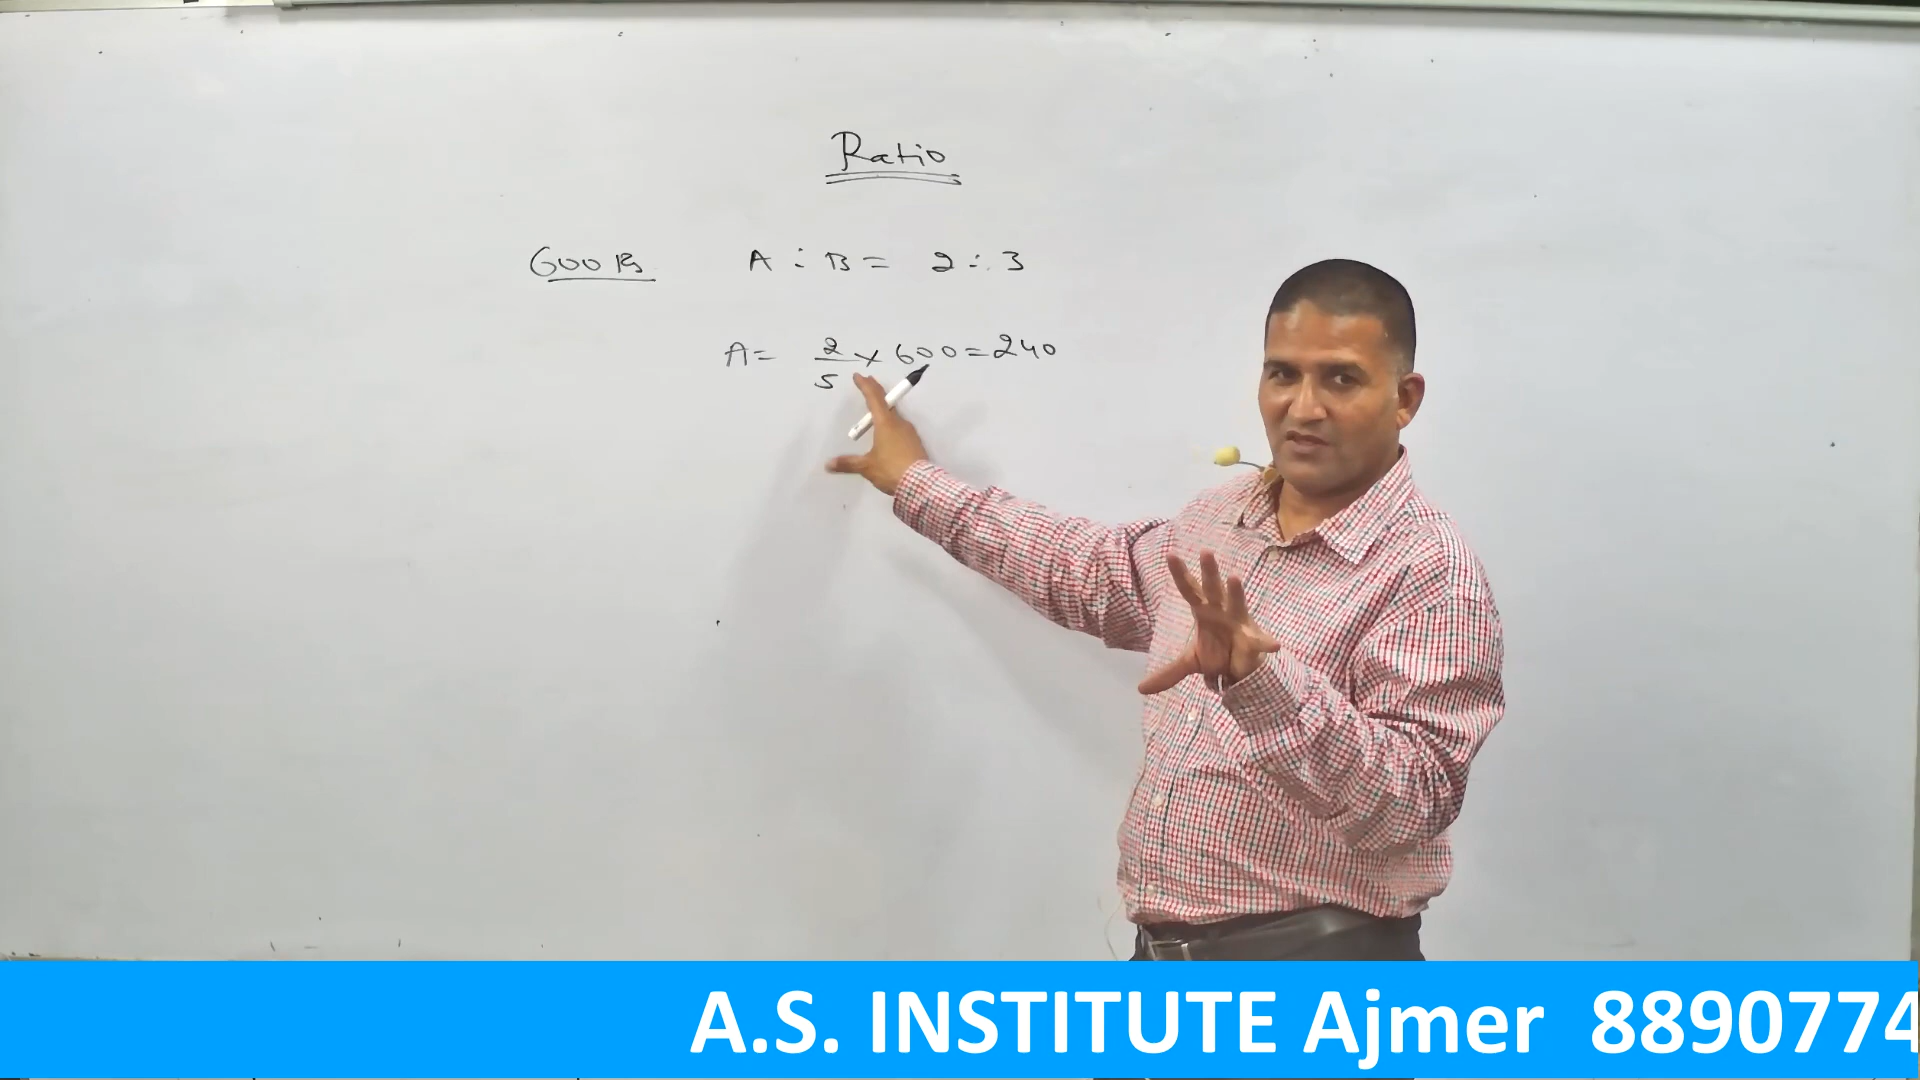 Ratio
600 Rs A : B = 2 : 3
A = 2/5 × 600 = 240
A.S. INSTITUTE Ajmer 8890774